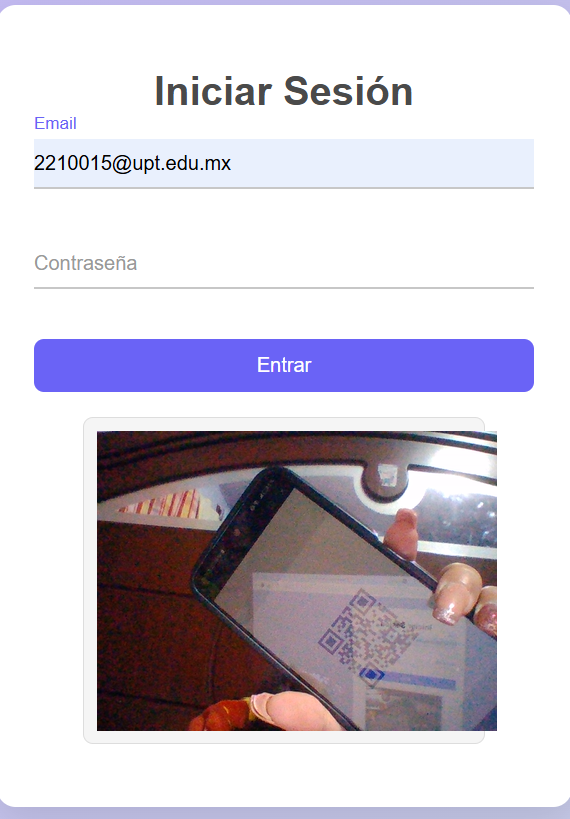 Iniciar Sesión
Email
2210015@upt.edu.mx
Contraseña
Entrar